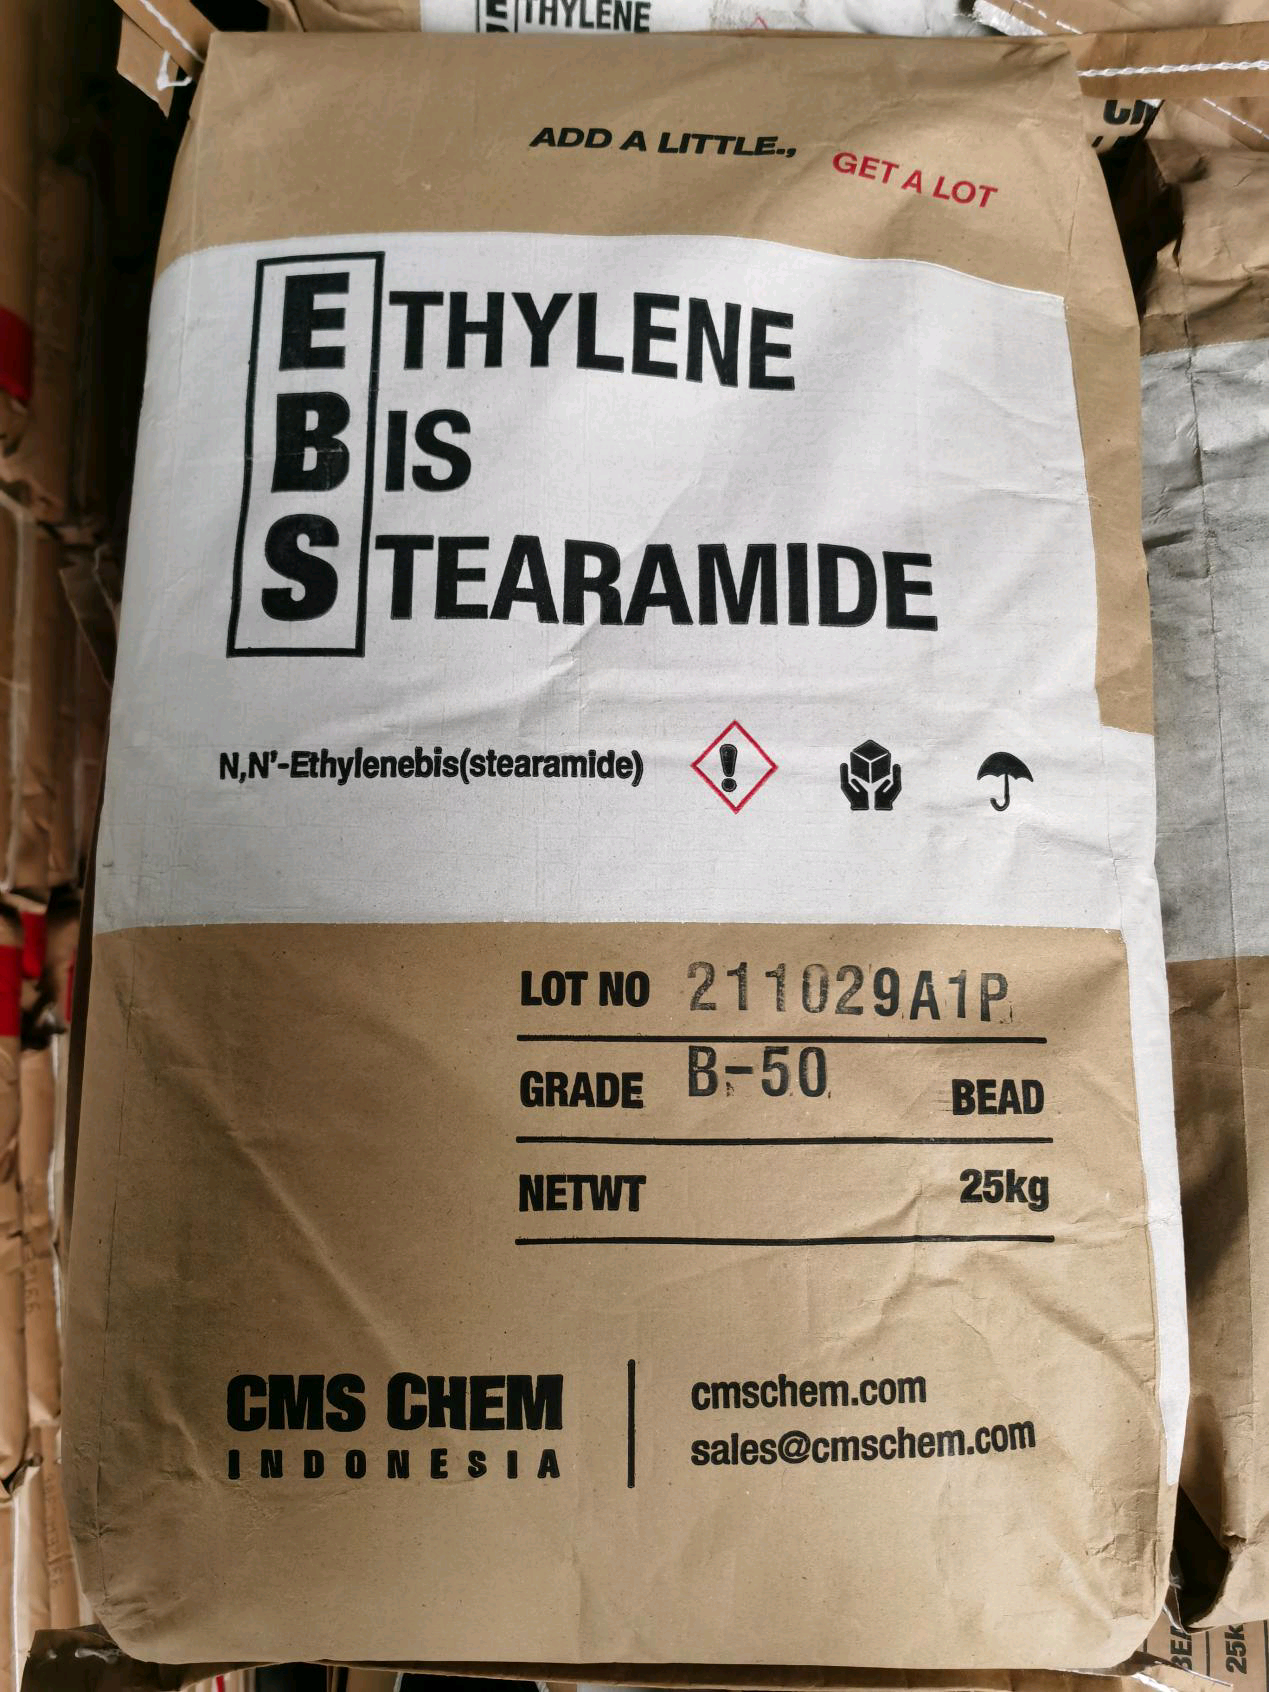 THYLENE
ADD A LITTLE., GET A LOT
ETHYLENE
BIS
STEARAMIDE
N,N'-Ethylenebis(stearamide)
LOT NO 211029A1P
GRADE B-50 BEAD
NETWT 25kg
CMS CHEM
INDONESIA
cmschem.com
sales@cmschem.com
25k